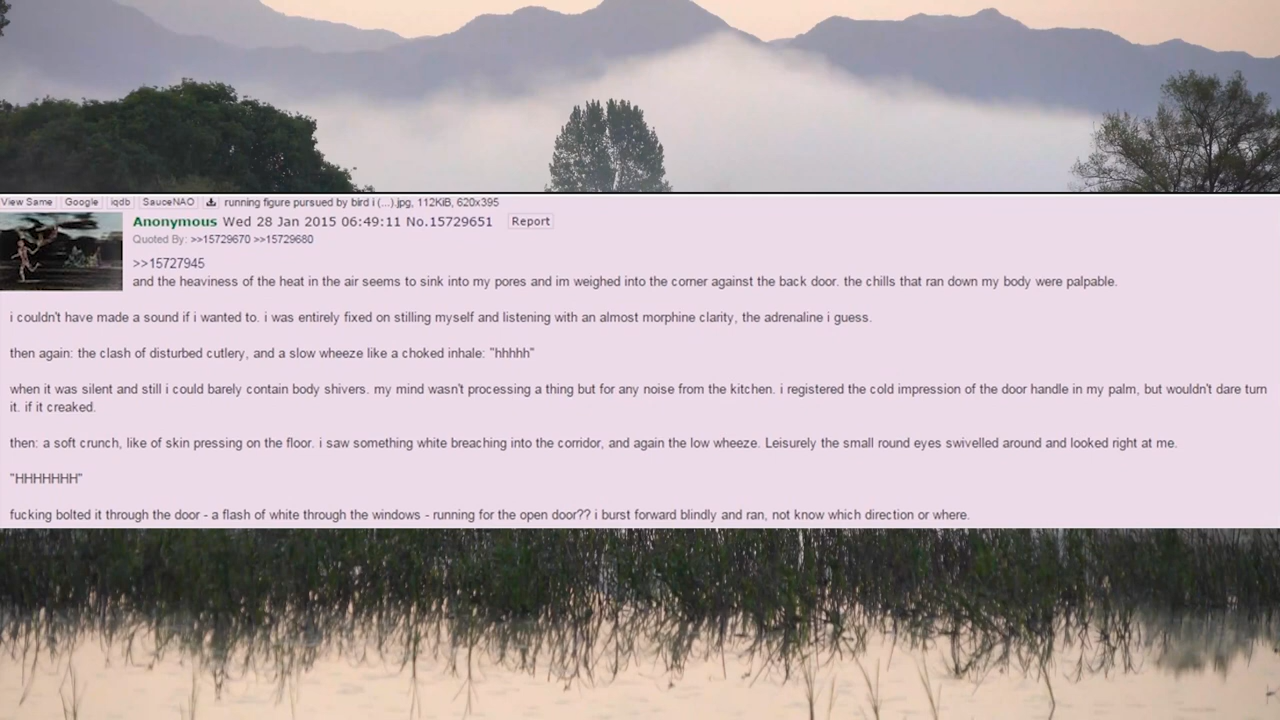 View Same Google iqdb SauceNAO running figure pursued by bird i (...).jpg, 112KiB, 620x395
Anonymous Wed 28 Jan 2015 06:49:11 No.15729651 Report
Quoted By: >>15729670 >>15729680
>>15727945
and the heaviness of the heat in the air seems to sink into my pores and im weighed into the corner against the back door. the chills that ran down my body were palpable.
i couldn't have made a sound if i wanted to. i was entirely fixed on stilling myself and listening with an almost morphine clarity, the adrenaline i guess.
then again: the clash of disturbed cutlery, and a slow wheeze like a choked inhale: "hhhhh"
when it was silent and still i could barely contain body shivers. my mind wasn't processing a thing but for any noise from the kitchen. i registered the cold impression of the door handle in my palm, but wouldn't dare turn
it. if it creaked.
then: a soft crunch, like of skin pressing on the floor. i saw something white breaching into the corridor, and again the low wheeze. Leisurely the small round eyes swivelled around and looked right at me.
"HHHHHHH"
fucking bolted it through the door - a flash of white through the windows - running for the open door?? i burst forward blindly and ran, not know which direction or where.